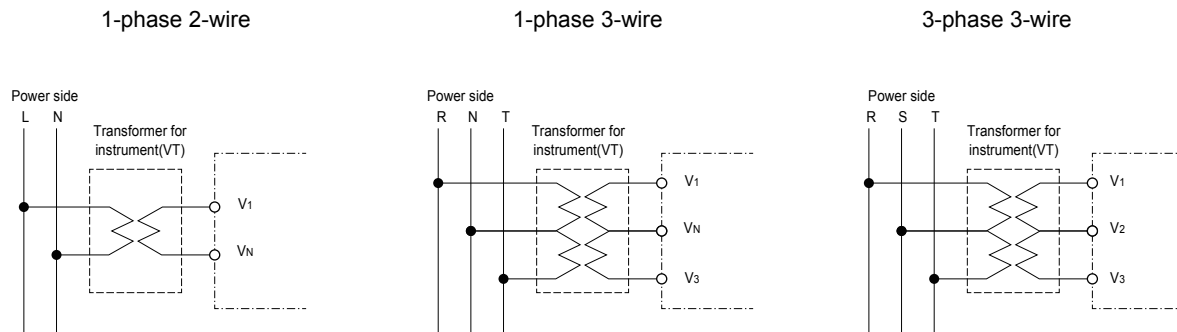 1-phase 2-wire
Power side
L N
Transformer for
instrument(VT)
V1
VN
1-phase 3-wire
Power side
R N T
Transformer for
instrument(VT)
V1
VN
V3
3-phase 3-wire
Power side
R S T
Transformer for
instrument(VT)
V1
V2
V3